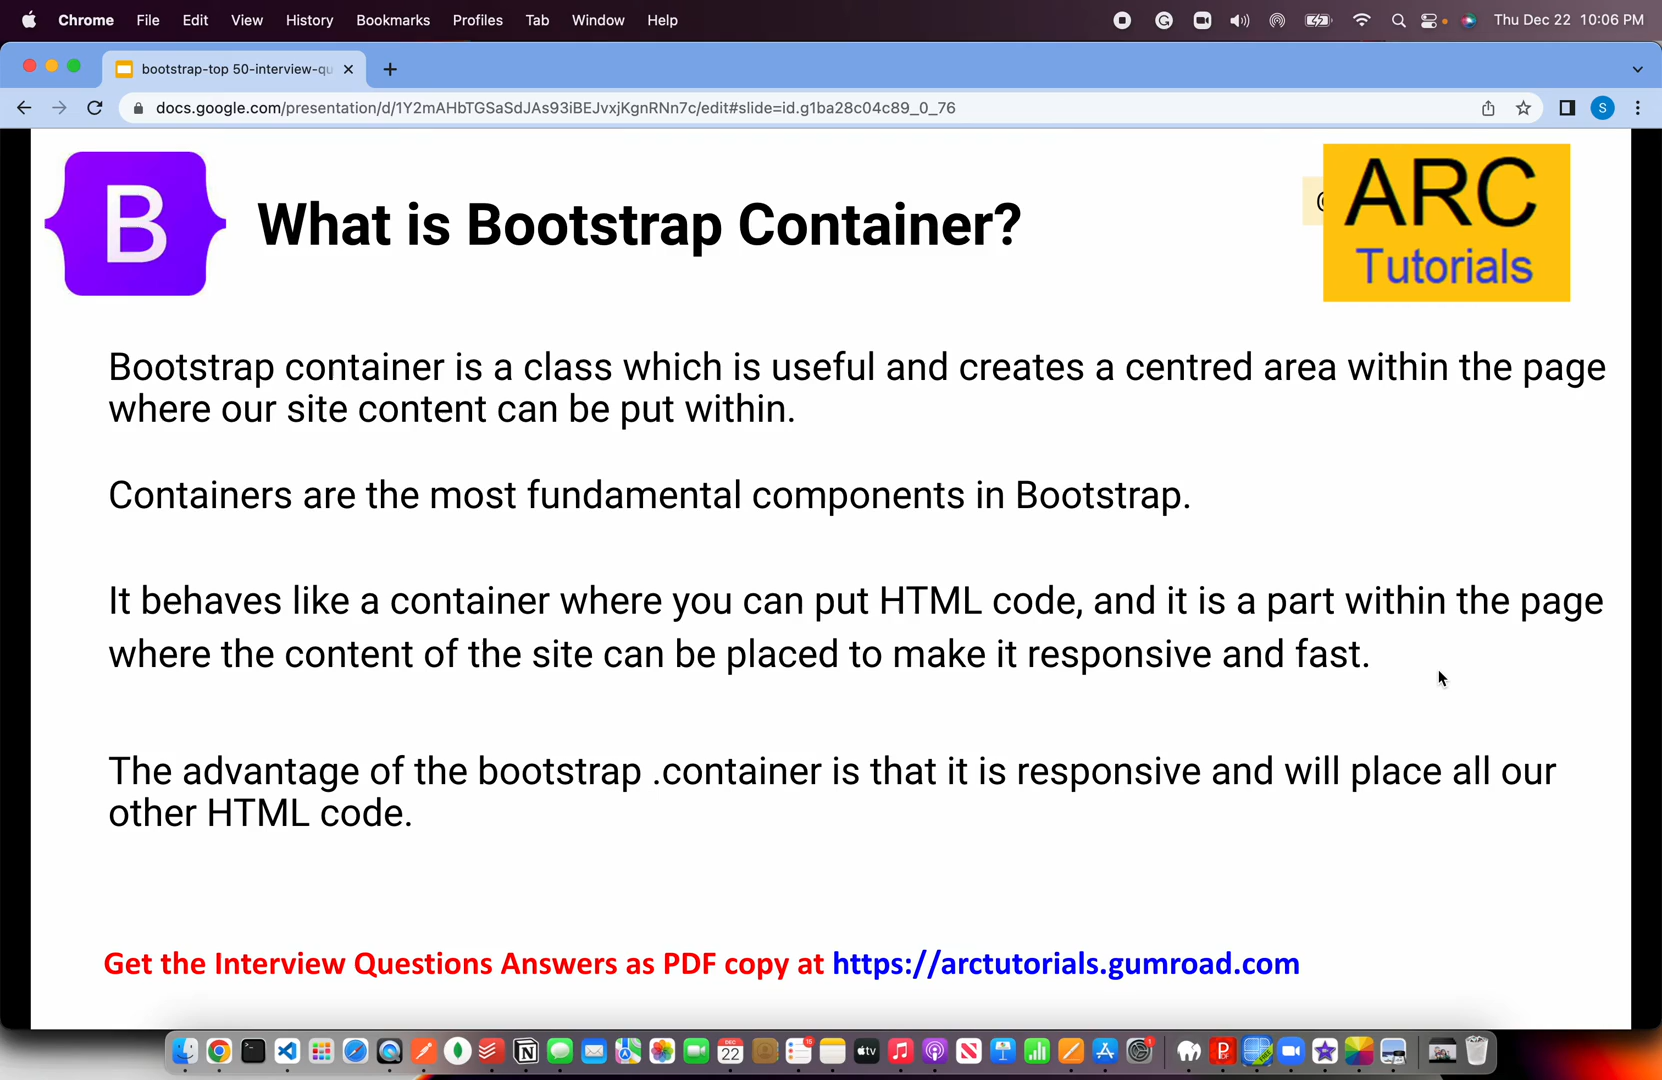 Chrome File Edit View History Bookmarks Profiles Tab Window Help Thu Dec 22 10:06 PM
bootstrap-top 50-interview-qu
docs.google.com/presentation/d/1Y2mAHbTGSaSdJAs93iBEJvxjKgnRNn7c/edit#slide=id.g1ba28c04c89_0_76 S
B
What is Bootstrap Container?
ARC
Tutorials
Bootstrap container is a class which is useful and creates a centred area within the page
where our site content can be put within.
Containers are the most fundamental components in Bootstrap.
It behaves like a container where you can put HTML code, and it is a part within the page
where the content of the site can be placed to make it responsive and fast.
The advantage of the bootstrap .container is that it is responsive and will place all our
other HTML code.
Get the Interview Questions Answers as PDF copy at https://arctutorials.gumroad.com
DEC
22
tv